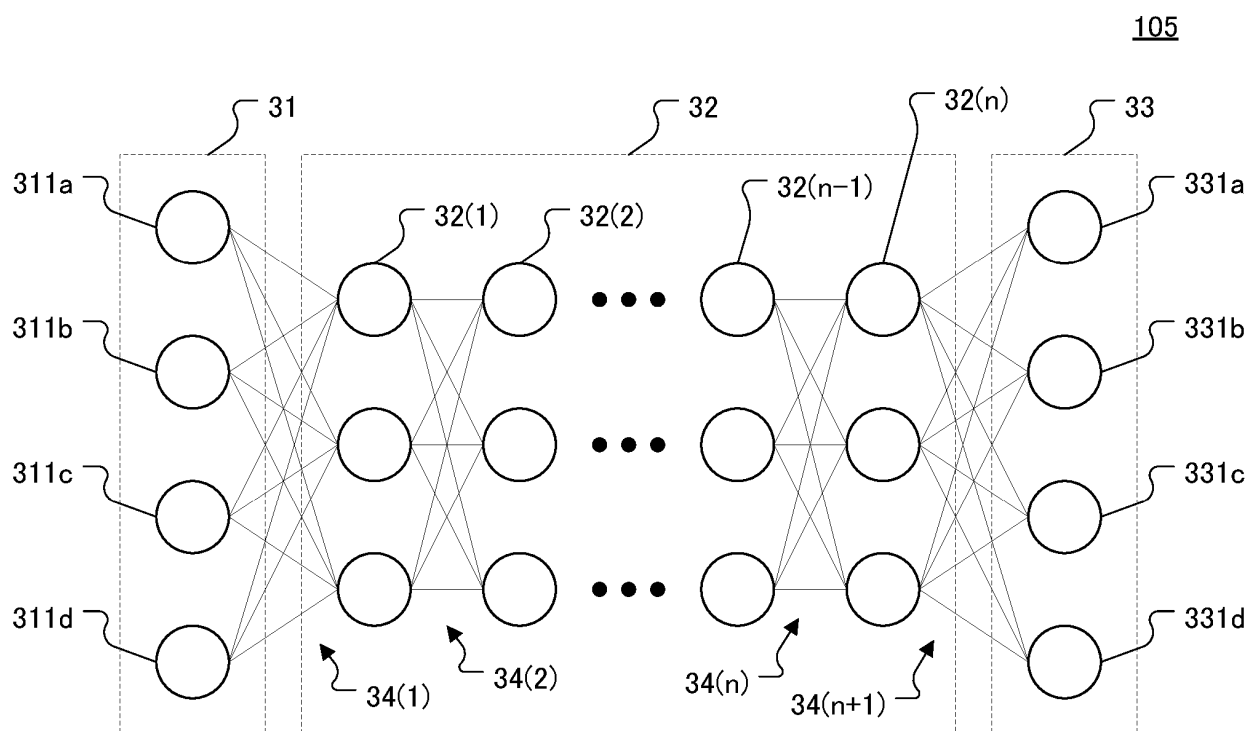 105
31
32
32(n)
33
311a
32(1)
32(2)
32(n-1)
331a
311b
331b
311c
331c
311d
331d
34(1)
34(2)
34(n)
34(n+1)